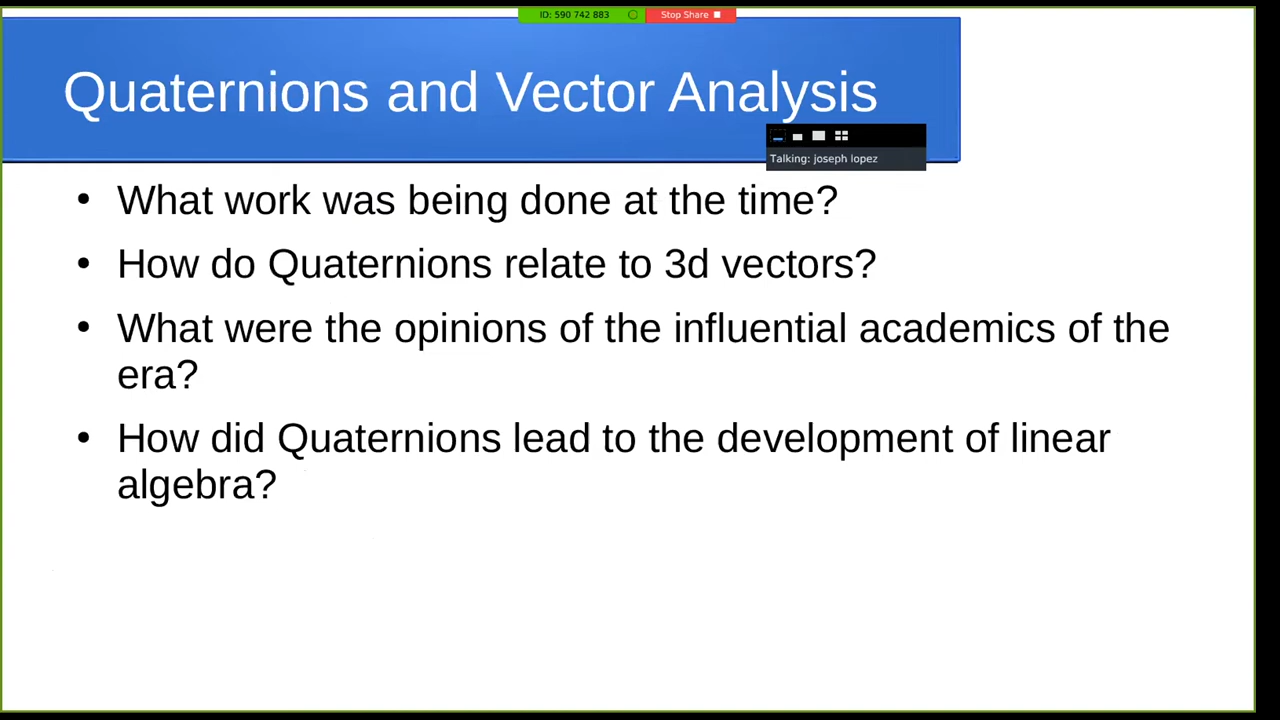 ID: 590 742 883
Stop Share
Quaternions and Vector Analysis
Talking: joseph lopez
• What work was being done at the time?
• How do Quaternions relate to 3d vectors?
• What were the opinions of the influential academics of the
era?
• How did Quaternions lead to the development of linear
algebra?